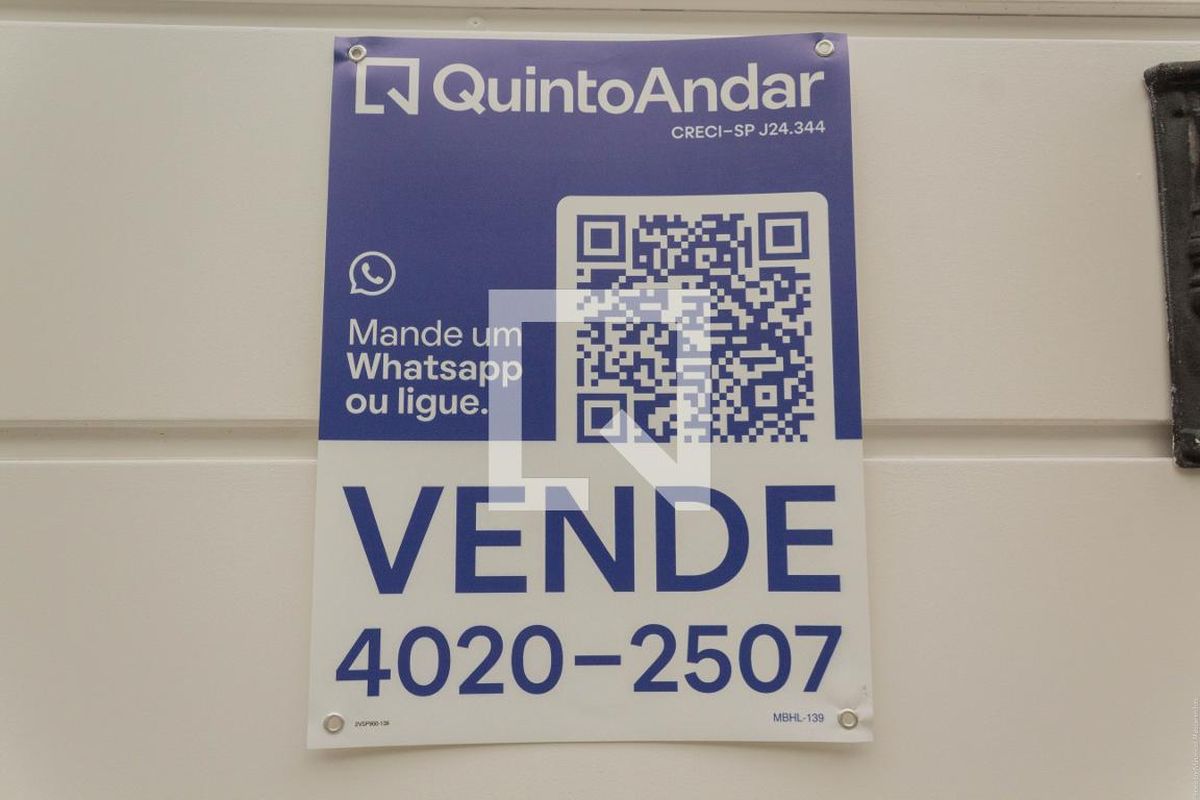 QuintoAndar
CRECI-SP J24.344
Mande um
Whatsapp
ou ligue.
VENDE
4020-2507
MBHL-139